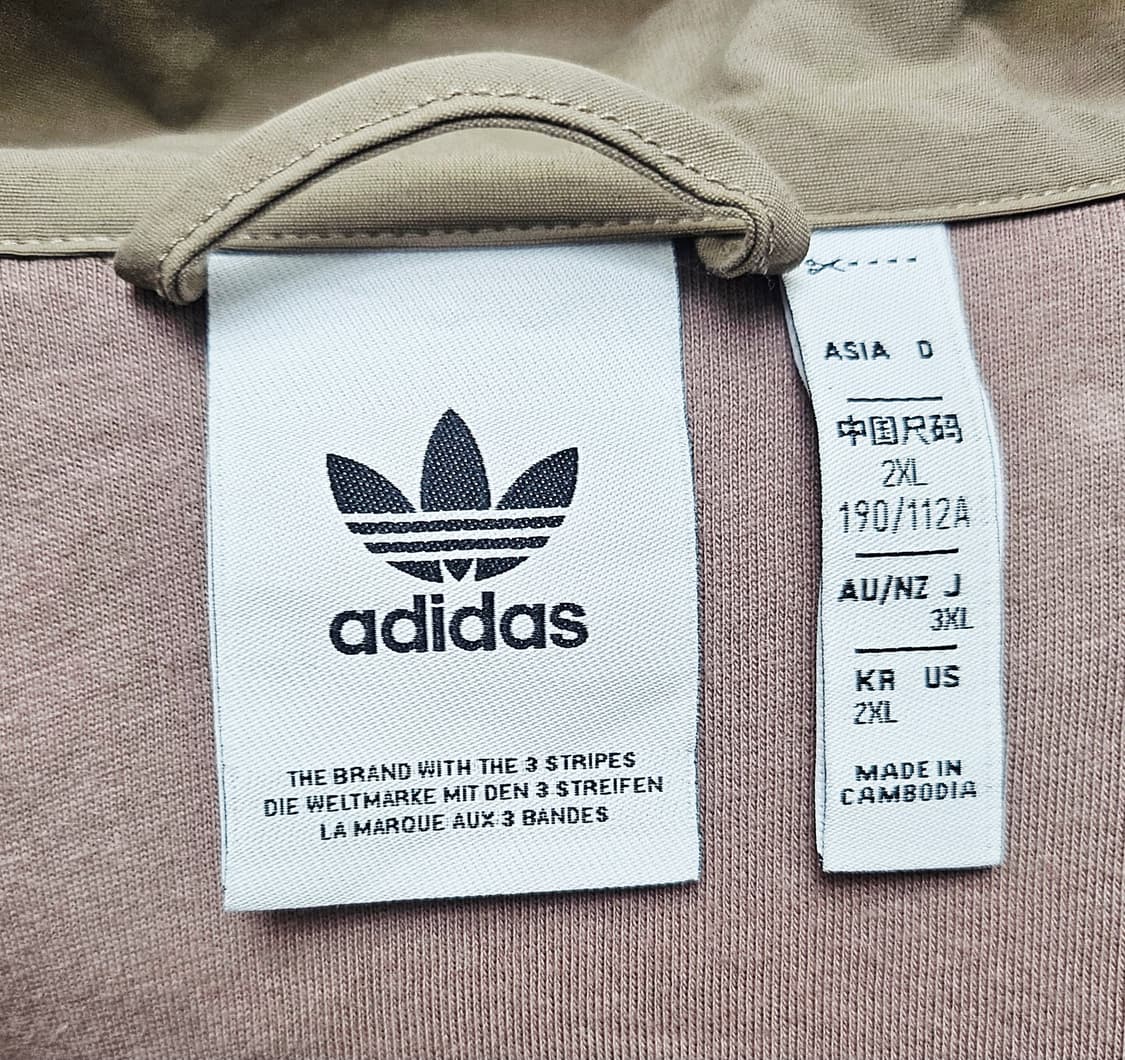 adidas
THE BRAND WITH THE 3 STRIPES
DIE WELTMARKE MIT DEN 3 STREIFEN
LA MARQUE AUX 3 BANDES
ASIA D
中国尺码
2XL
190/112A
AU/NZ J
3XL
KR US
2XL
MADE IN
CAMBODIA